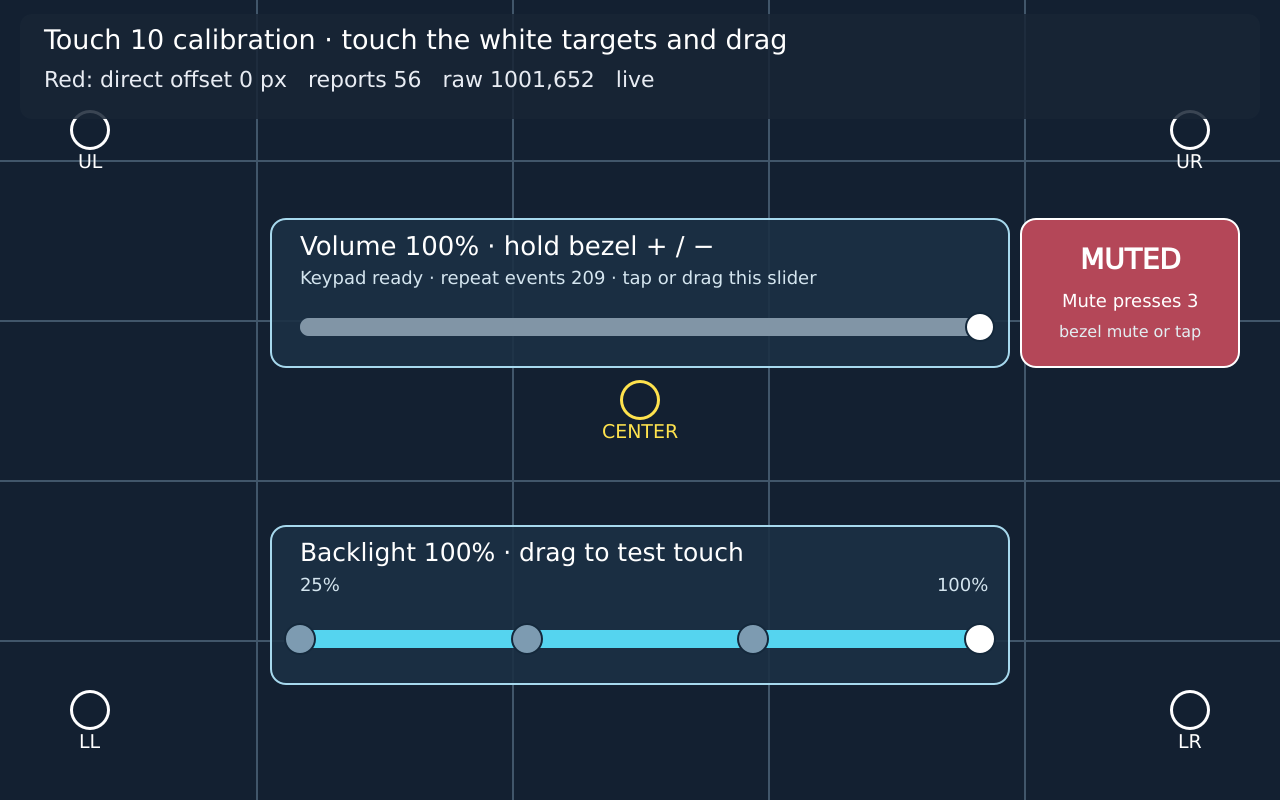 Touch 10 calibration · touch the white targets and drag
Red: direct offset 0 px   reports 56   raw 1001,652   live
UL
UR
Volume 100% · hold bezel + / −
Keypad ready · repeat events 209 · tap or drag this slider
MUTED
Mute presses 3
bezel mute or tap
CENTER
Backlight 100% · drag to test touch
25%
100%
LL
LR